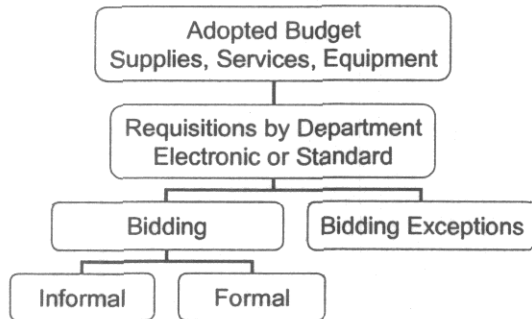 Adopted Budget
Supplies, Services, Equipment
Requisitions by Department
Electronic or Standard
Bidding
Bidding Exceptions
Informal
Formal